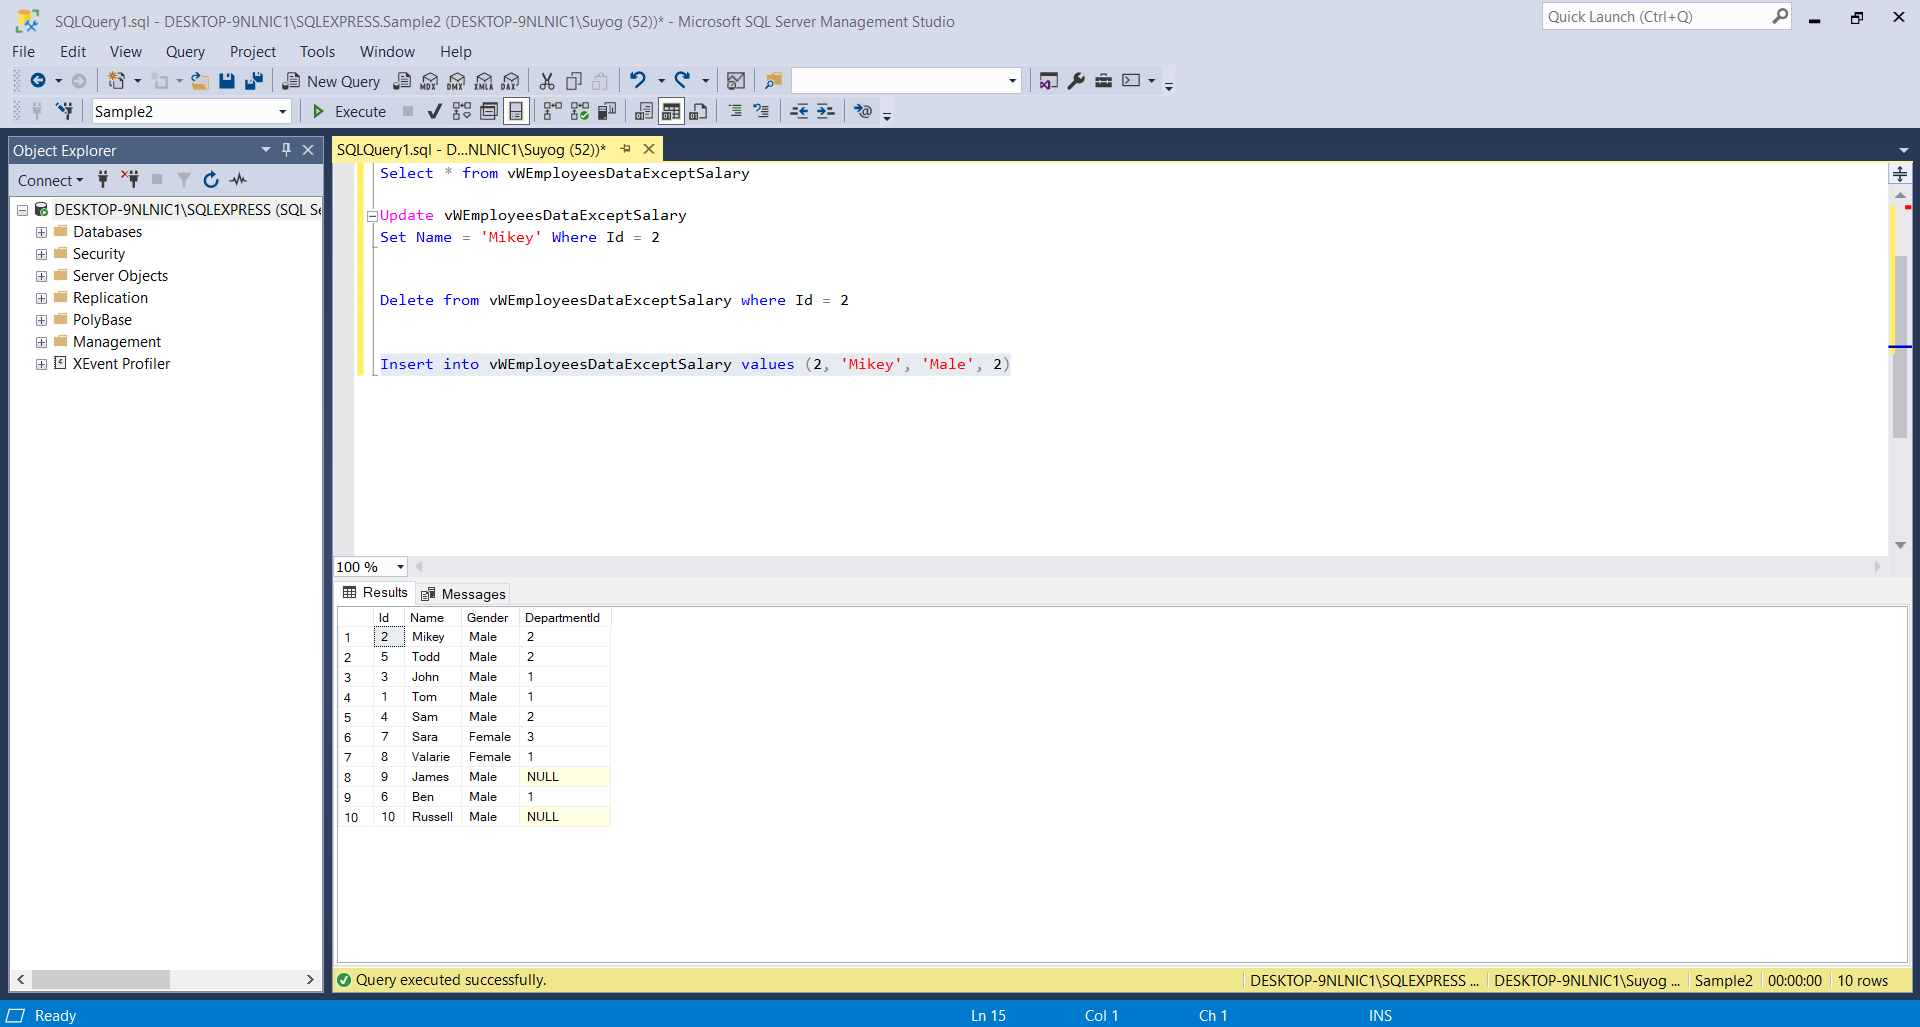 SQLQuery1.sql - DESKTOP-9NLNIC1\SQLEXPRESS.Sample2 (DESKTOP-9NLNIC1\Suyog (52))* - Microsoft SQL Server Management Studio
Quick Launch (Ctrl+Q)
File Edit View Query Project Tools Window Help
New Query MDX DMX XMLA DAX
Sample2 Execute
Object Explorer
SQLQuery1.sql - D...NLNIC1\Suyog (52))*
Connect
DESKTOP-9NLNIC1\SQLEXPRESS (SQL Se
Databases
Security
Server Objects
Replication
PolyBase
Management
XEvent Profiler
Select * from vWEmployeesDataExceptSalary
Update vWEmployeesDataExceptSalary
Set Name = 'Mikey' Where Id = 2
Delete from vWEmployeesDataExceptSalary where Id = 2
Insert into vWEmployeesDataExceptSalary values (2, 'Mikey', 'Male', 2)
100 %
Results Messages
Id Name Gender DepartmentId
1 2 Mikey Male 2
2 5 Todd Male 2
3 3 John Male 1
4 1 Tom Male 1
5 4 Sam Male 2
6 7 Sara Female 3
7 8 Valarie Female 1
8 9 James Male NULL
9 6 Ben Male 1
10 10 Russell Male NULL
Query executed successfully.
DESKTOP-9NLNIC1\SQLEXPRESS ... DESKTOP-9NLNIC1\Suyog ... Sample2 00:00:00 10 rows
Ready Ln 15 Col 1 Ch 1 INS